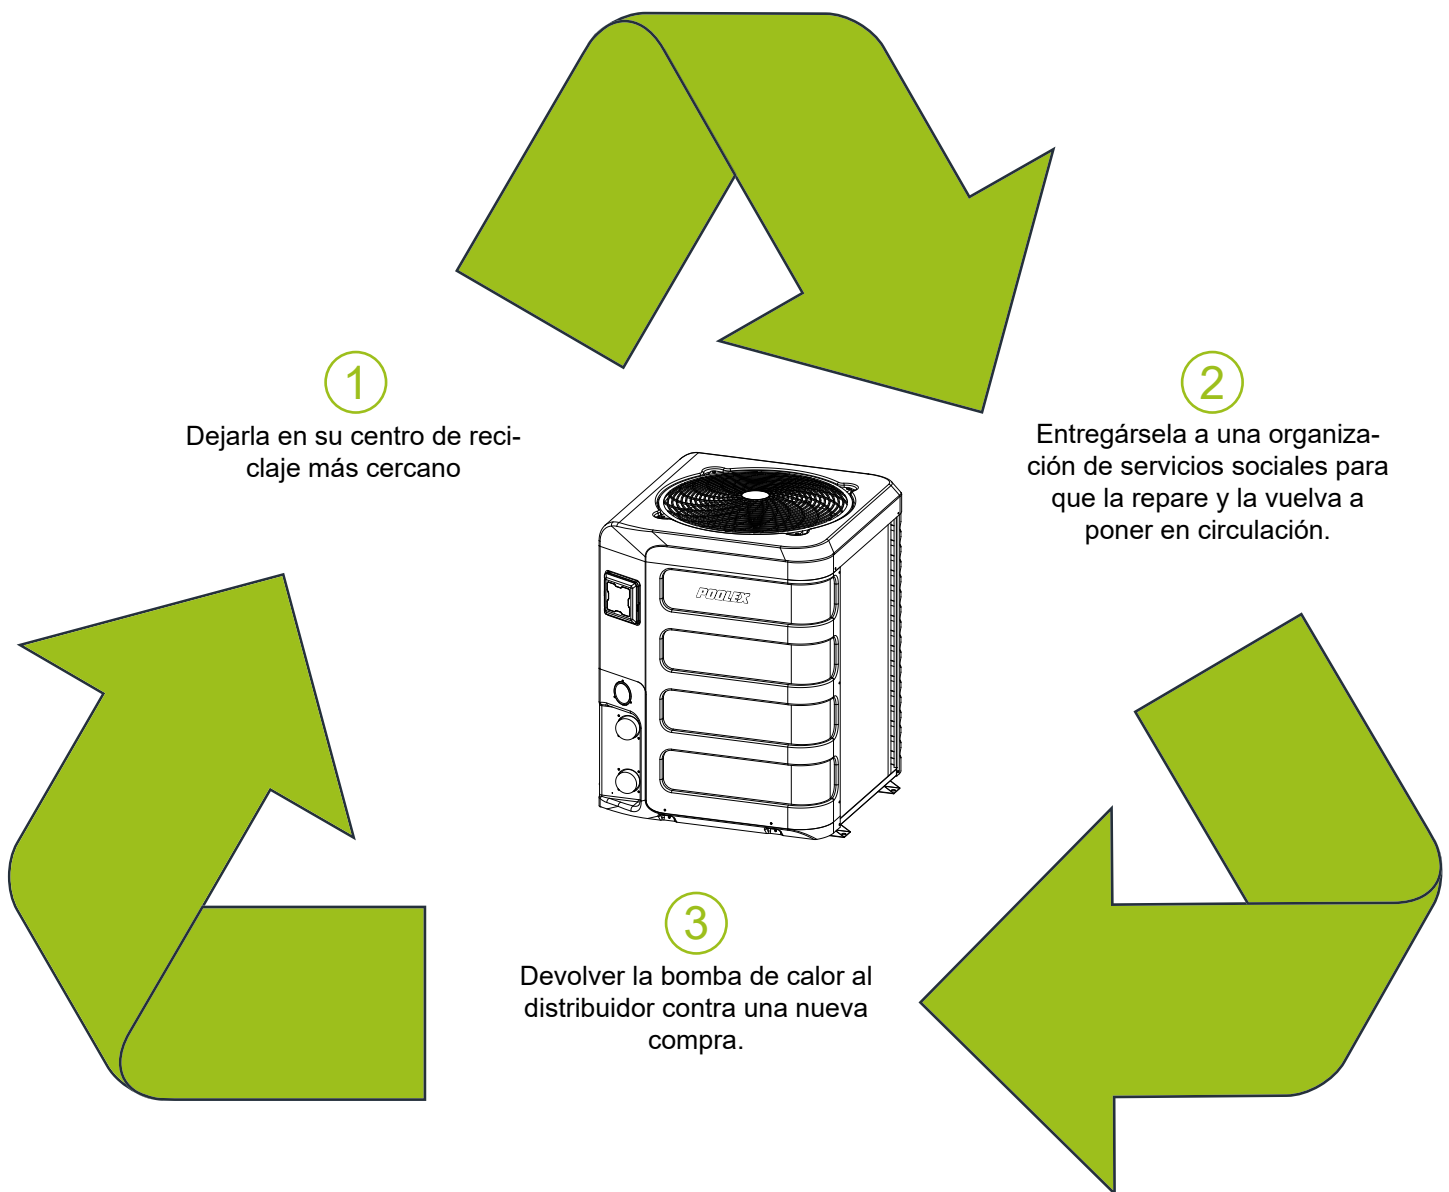 1
Dejarla en su centro de reci-
claje más cercano
2
Entregársela a una organiza-
ción de servicios sociales para
que la repare y la vuelva a
poner en circulación.
POOLEX
3
Devolver la bomba de calor al
distribuidor contra una nueva
compra.